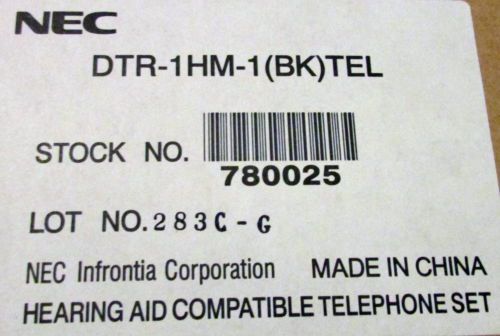 NEC
DTR-1HM-1(BK)TEL
STOCK NO.
780025
LOT NO. 283C-G
NEC Infrontia Corporation MADE IN CHINA
HEARING AID COMPATIBLE TELEPHONE SET